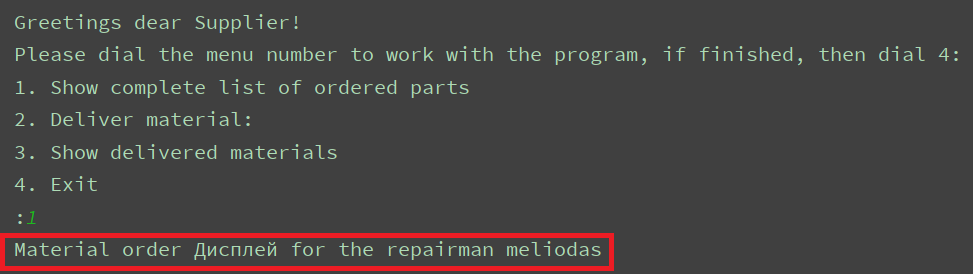 Greetings dear Supplier!
Please dial the menu number to work with the program, if finished, then dial 4:
1. Show complete list of ordered parts
2. Deliver material:
3. Show delivered materials
4. Exit
:1
Material order Дисплей for the repairman meliodas